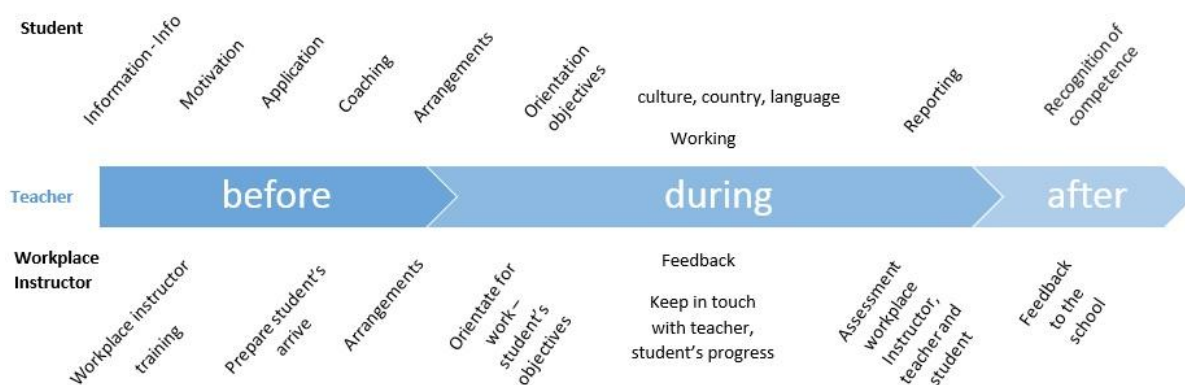 Student
Information - Info
Motivation
Application
Coaching
Arrangements
Orientation
objectives
culture, country, language
Working
Reporting
Recognition of
competence
Teacher
before
during
after
Workplace
Instructor
Workplace instructor
training
Prepare student's
arrive
Arrangements
Orientate for
work –
student's
objectives
Feedback
Keep in touch
with teacher,
student's progress
Assessment
workplace
Instructor,
teacher and
student
Feedback
to the
school